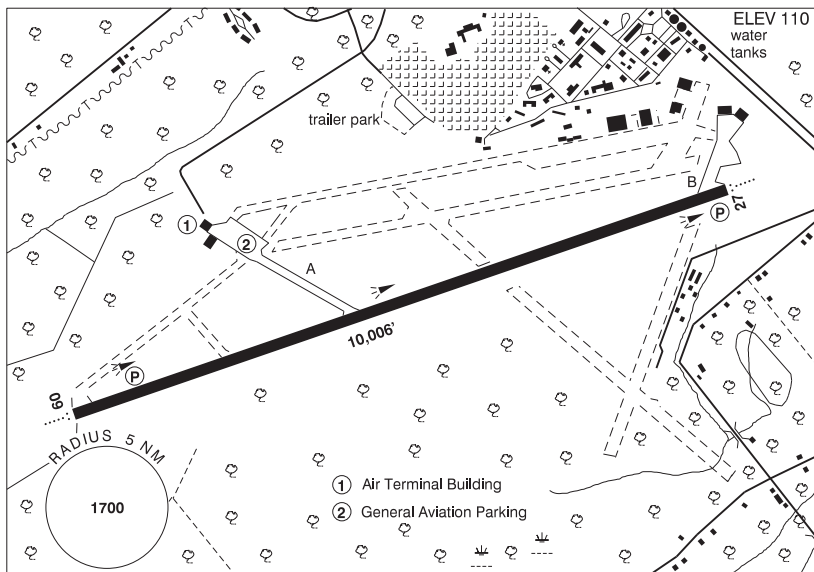 ELEV 110
water
tanks
trailer park
B
27
P
1
2
A
10,006'
P
09
RADIUS 5 NM
1700
1 Air Terminal Building
2 General Aviation Parking